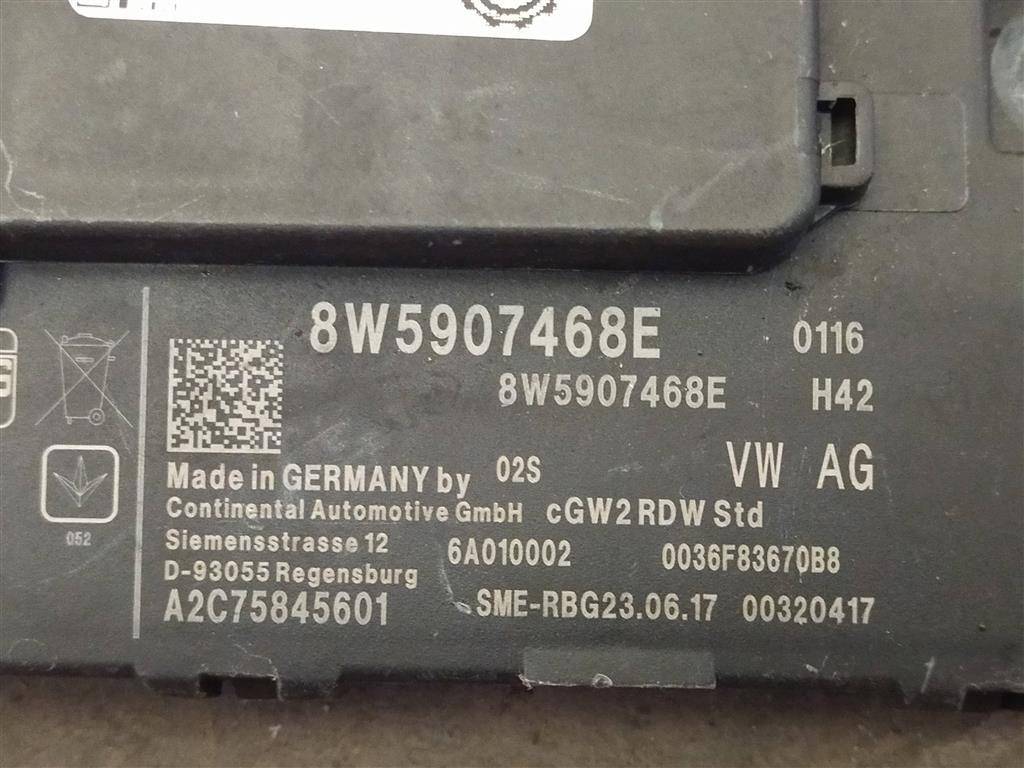 8W5907468E 0116
8W5907468E H42
Made in GERMANY by 02S VW AG
Continental Automotive GmbH cGW2 RDW Std
Siemensstrasse 12 6A010002 0036F83670B8
D-93055 Regensburg
A2C75845601 SME-RBG23.06.17 00320417
G
052